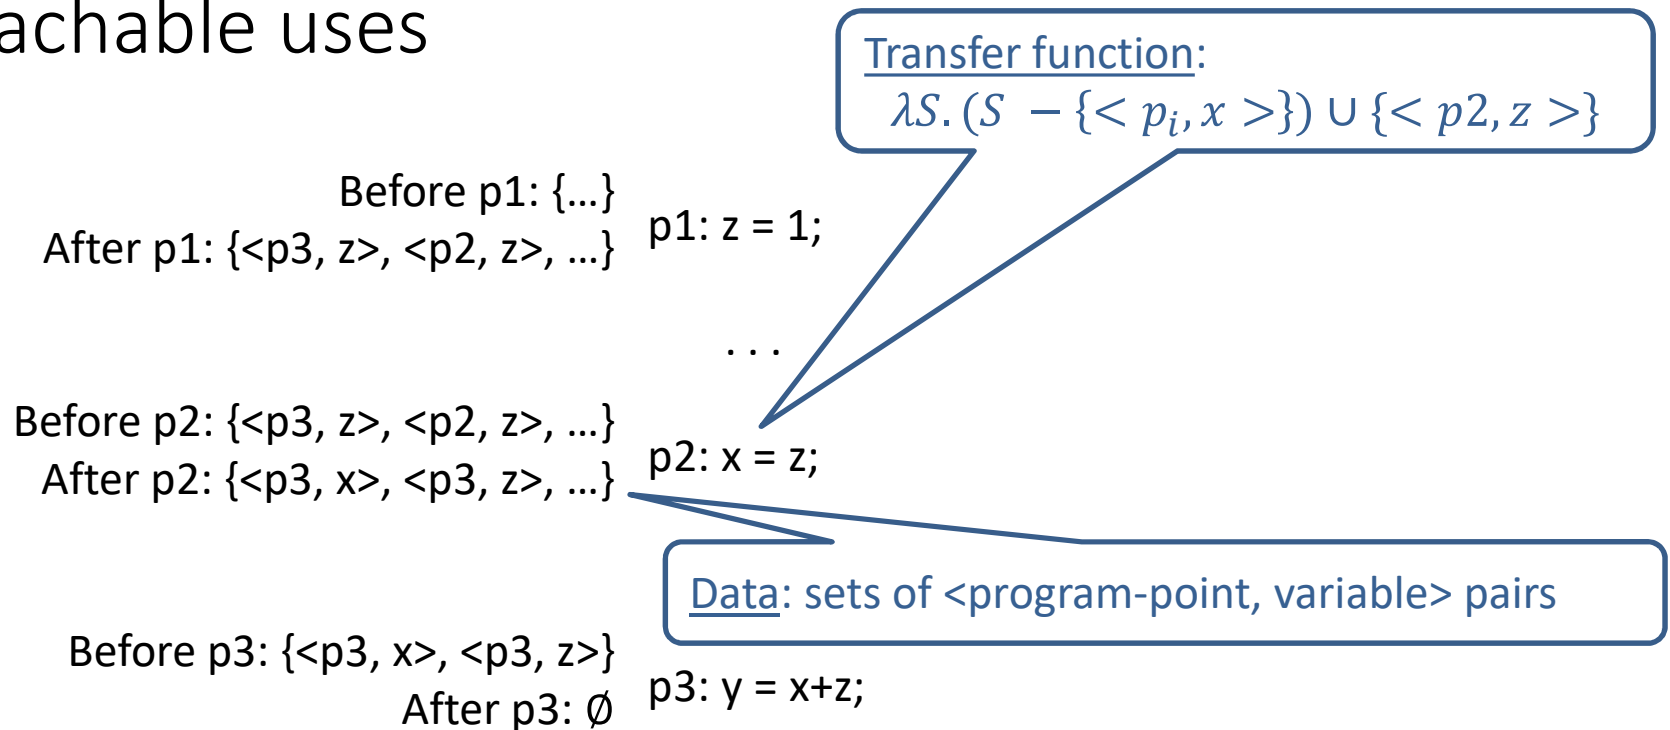 achable uses
Transfer function:
λS. (S − {< pᵢ, x >}) ∪ {< p2, z >}
Before p1: {…}
After p1: {<p3, z>, <p2, z>, …}
p1: z = 1;
. . .
Before p2: {<p3, z>, <p2, z>, …}
After p2: {<p3, x>, <p3, z>, …}
p2: x = z;
Data: sets of <program-point, variable> pairs
Before p3: {<p3, x>, <p3, z>}
After p3: ∅
p3: y = x+z;